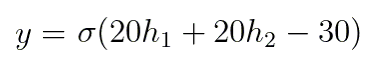 y = σ(20h₁ + 20h₂ − 30)